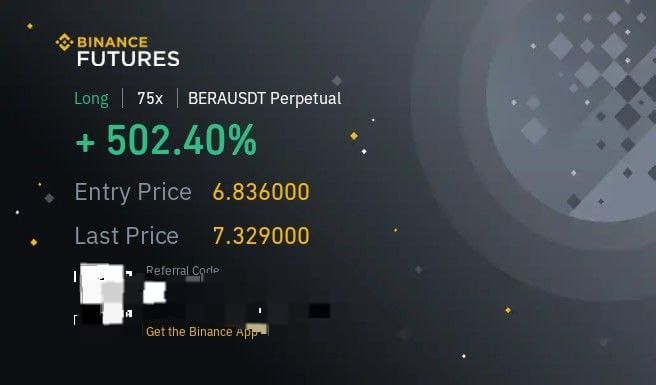 BINANCE
FUTURES
Long 75x BERAUSDT Perpetual
+ 502.40%
Entry Price 6.836000
Last Price 7.329000
Referral Code
Get the Binance App